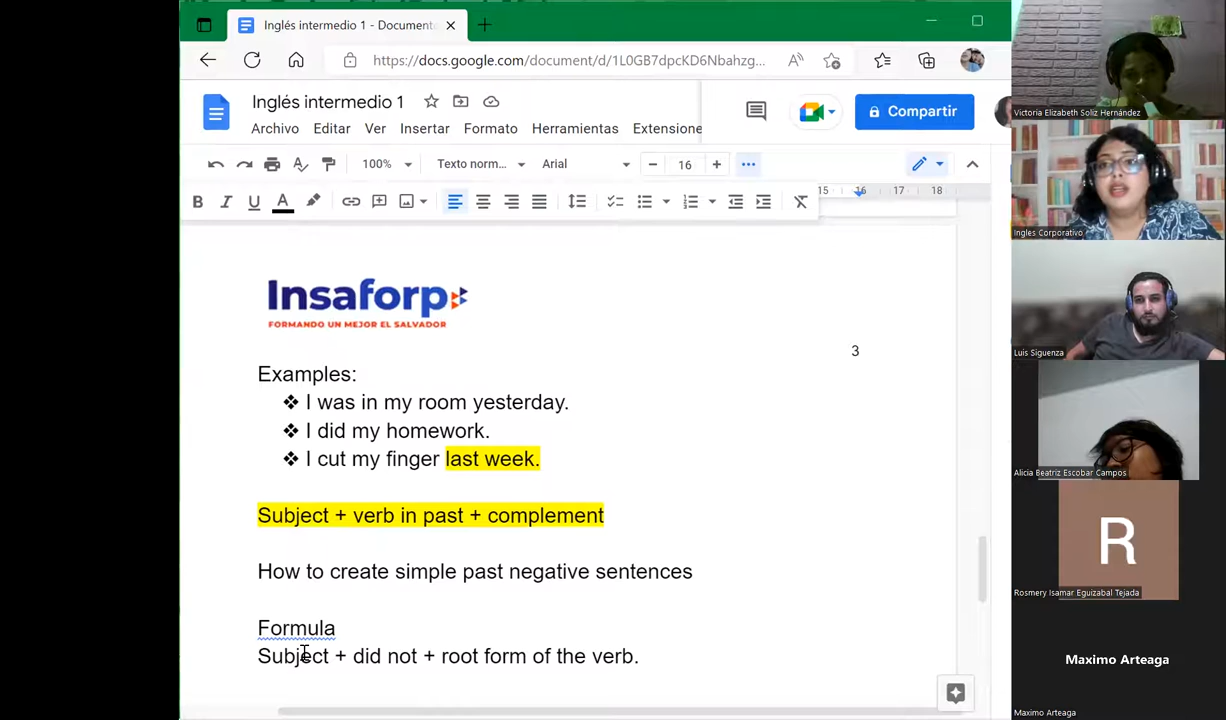 Inglés intermedio 1 - Documento
https://docs.google.com/document/d/1L0GB7dpcKD6Nbahzg...
Inglés intermedio 1
Compartir
Archivo Editar Ver Insertar Formato Herramientas Extensione
100% Texto norm... Arial 16
15 16 17 18
Insaforp
FORMANDO UN MEJOR EL SALVADOR
3
Examples:
❖ I was in my room yesterday.
❖ I did my homework.
❖ I cut my finger last week.
Subject + verb in past + complement
How to create simple past negative sentences
Formula
Subject + did not + root form of the verb.
Victoria Elizabeth Soliz Hernández
Ingles Corporativo
Luis Siguenza
Alicia Beatriz Escobar Campos
R
Rosmery Isamar Eguizabal Tejada
Maximo Arteaga
Maximo Arteaga